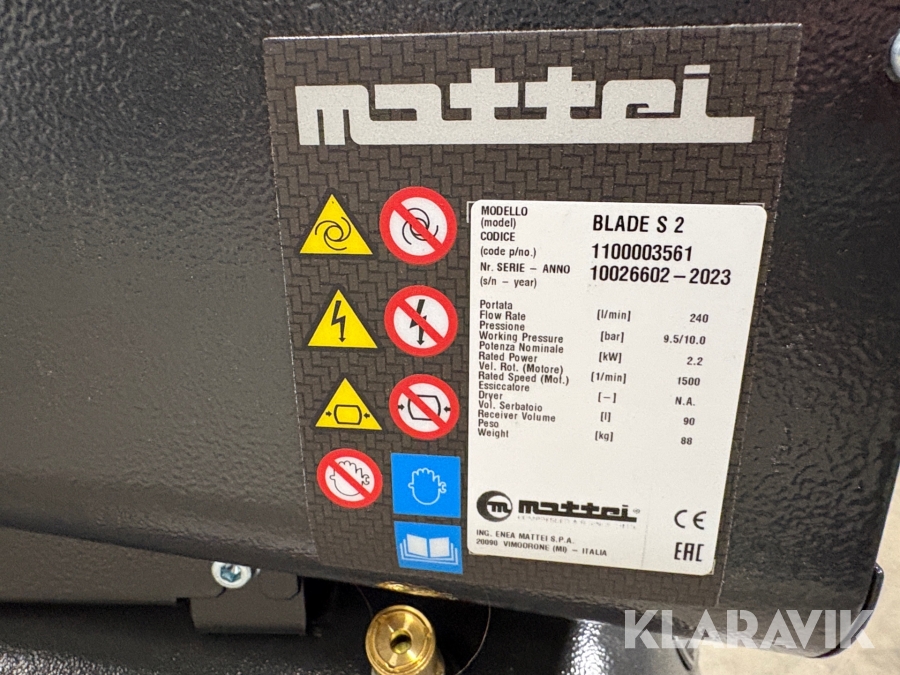 mattei
MODELLO
(model) BLADE S 2
CODICE
(code p/no.) 1100003561
Nr. SERIE - ANNO 10026602-2023
(s/n - year)
Portata
Flow Rate [l/min] 240
Pressione
Working Pressure [bar] 9.5/10.0
Potenza Nominale
Rated Power [kW] 2.2
Vel. Rot. (Motore)
Rated Speed (Mot.) [1/min] 1500
Essiccatore
Dryer [-] N.A.
Vol. Serbatoio
Receiver Volume [l] 90
Peso
Weight [kg] 88
m mattei ®
CE
ING. ENEA MATTEI S.P.A.
20090 VIMODRONE (MI) - ITALIA
EAC
KLARAVIK